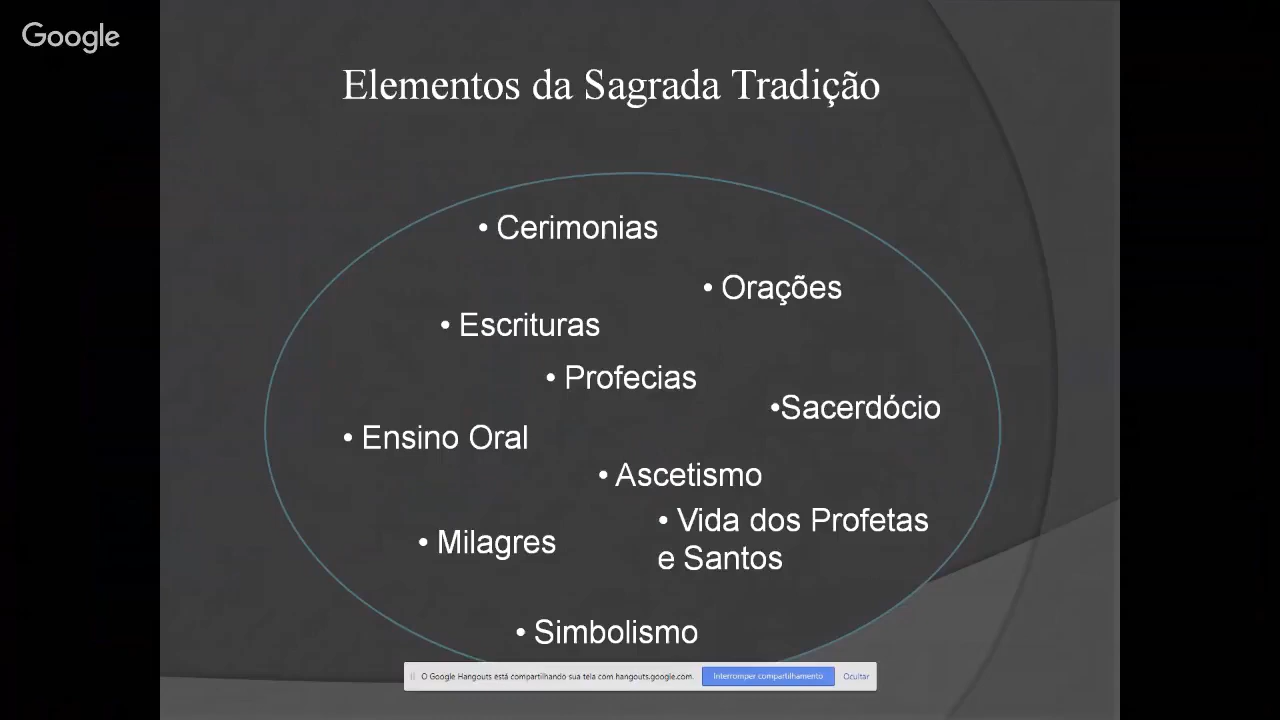 Google
Elementos da Sagrada Tradição
• Cerimonias
• Orações
• Escrituras
• Profecias
•Sacerdócio
• Ensino Oral
• Ascetismo
• Vida dos Profetas
e Santos
• Milagres
• Simbolismo
O Google Hangouts está compartilhando sua tela com hangouts.google.com. Interromper compartilhamento Ocultar